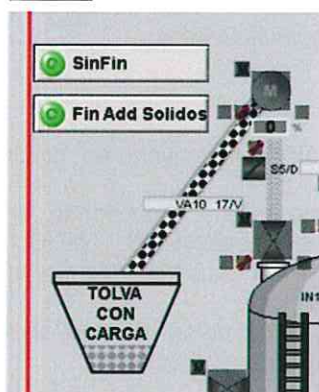 SinFin
M
Fin Add Solidos
0 %
S5/D
VA10 17/V
TOLVA
CON
CARGA
IN1
M